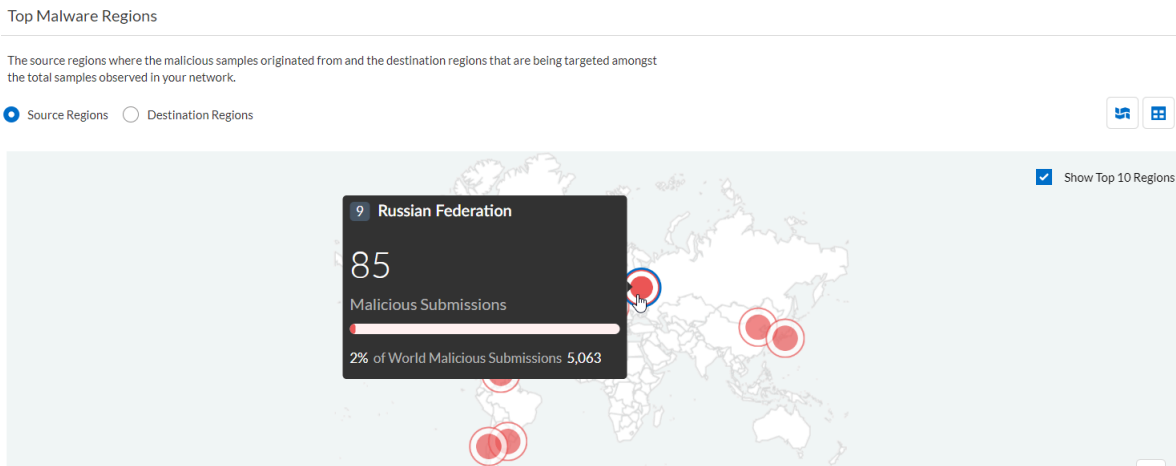 Top Malware Regions
The source regions where the malicious samples originated from and the destination regions that are being targeted amongst
the total samples observed in your network.
Source Regions Destination Regions
Show Top 10 Regions
9 Russian Federation
85
Malicious Submissions
2% of World Malicious Submissions 5,063